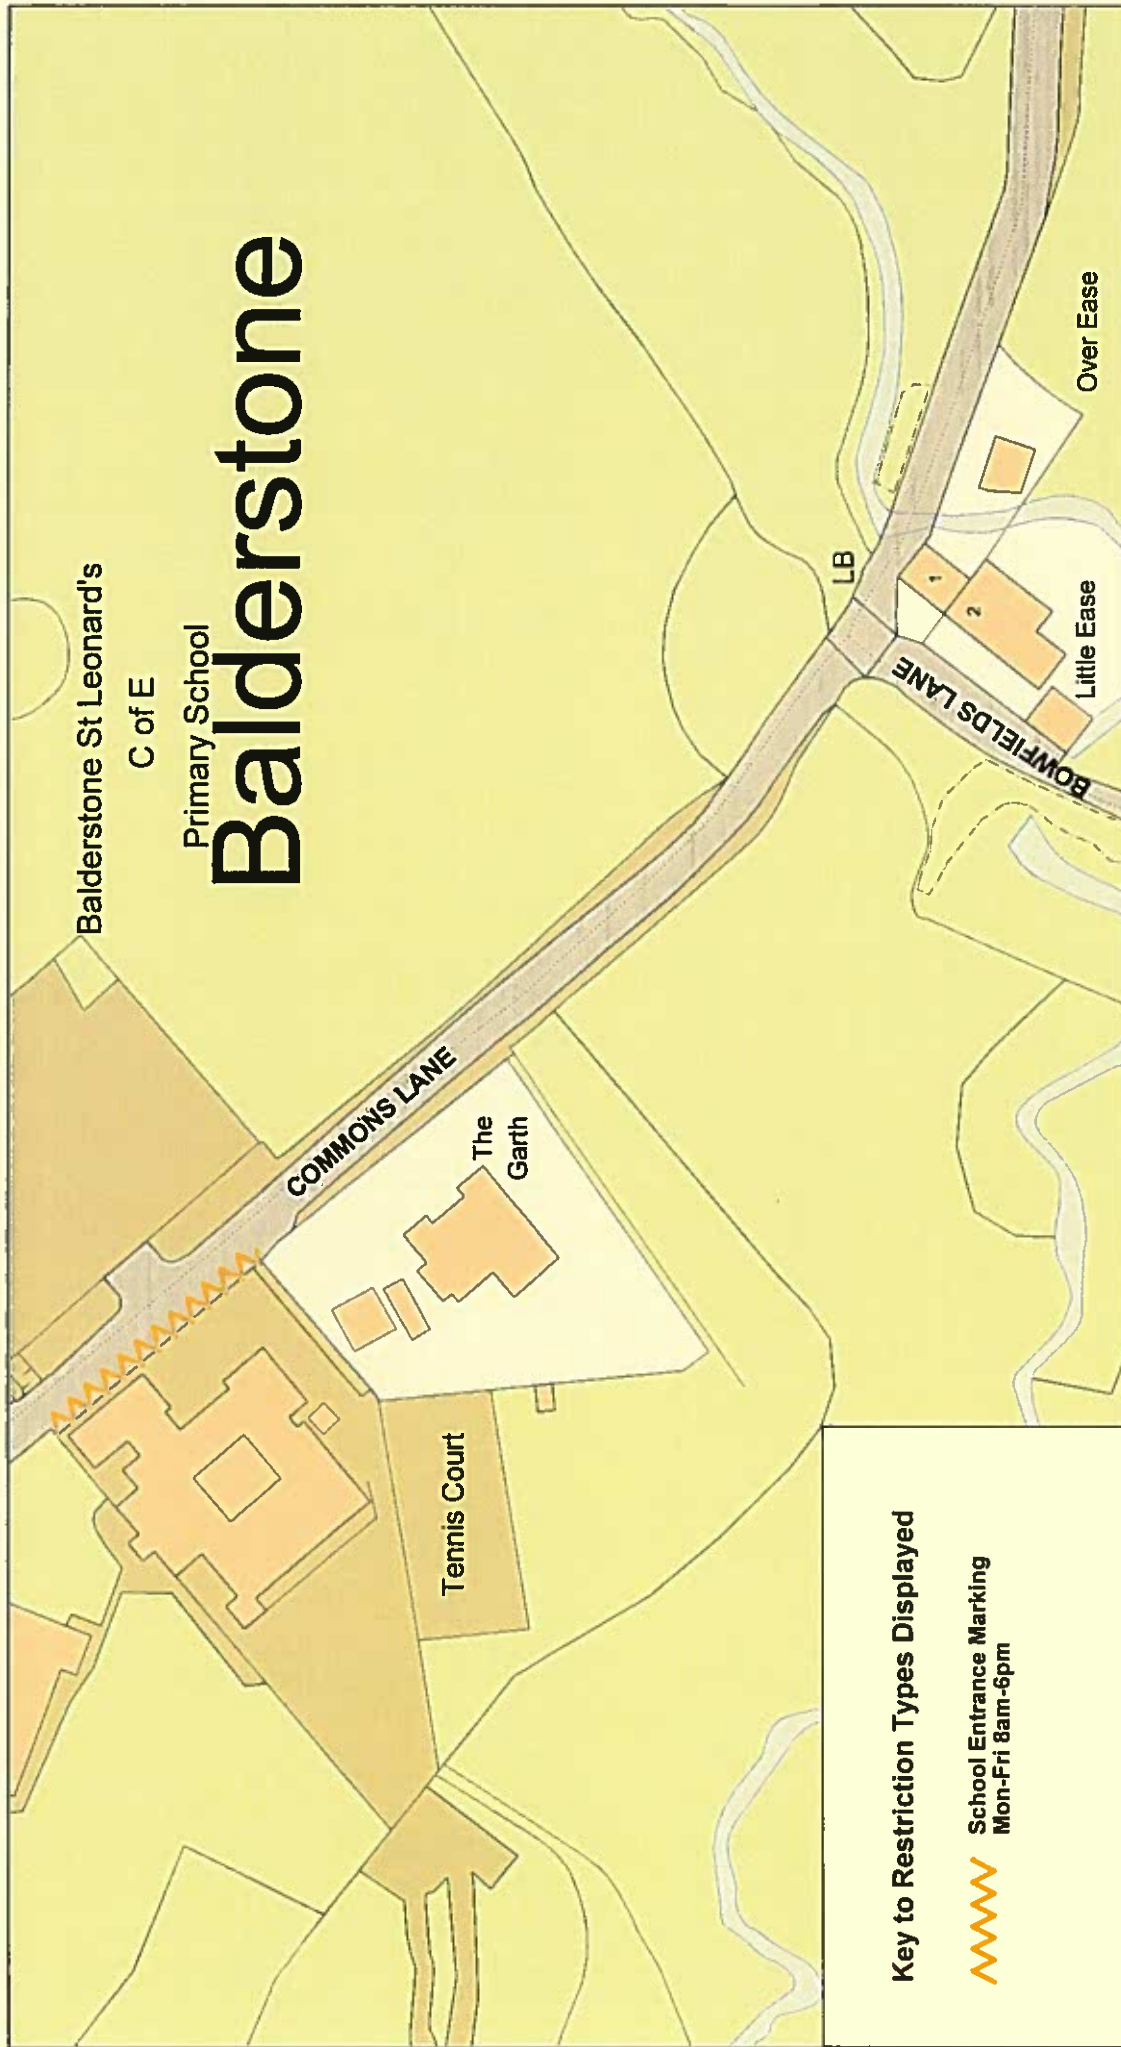 Balderstone St Leonard's
C of E
Primary School
Balderstone
COMMONS LANE
The
Garth
Tennis Court
LB
1
2
BOWFIELDS LANE
Little Ease
Over Ease
Key to Restriction Types Displayed
School Entrance Marking
Mon-Fri 8am-6pm